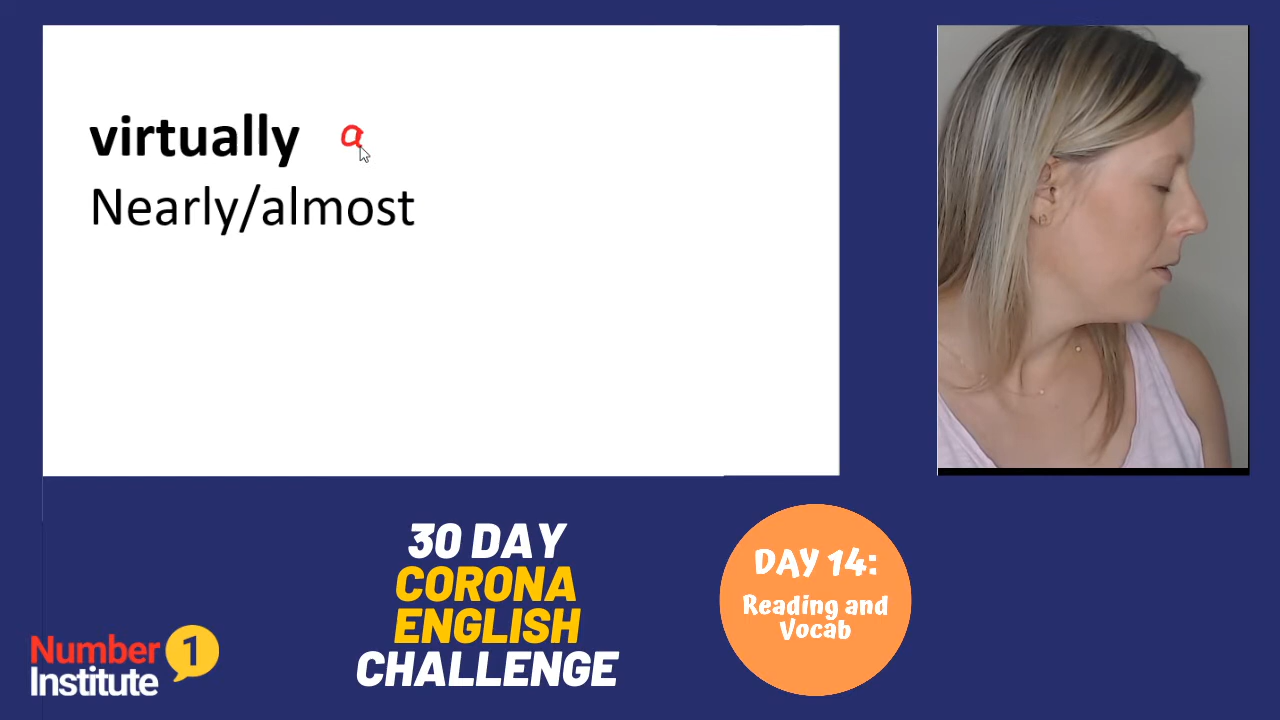 virtually a
Nearly/almost
30 DAY
CORONA
ENGLISH
CHALLENGE
DAY 14:
Reading and
Vocab
Number 1
Institute